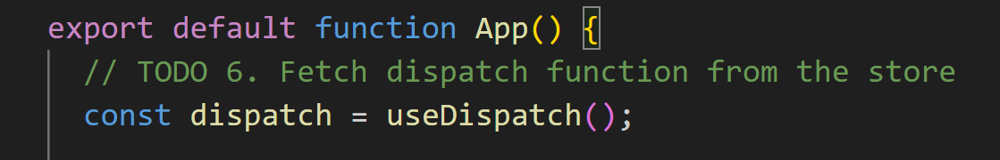 export default function App() {
// TODO 6. Fetch dispatch function from the store
const dispatch = useDispatch();